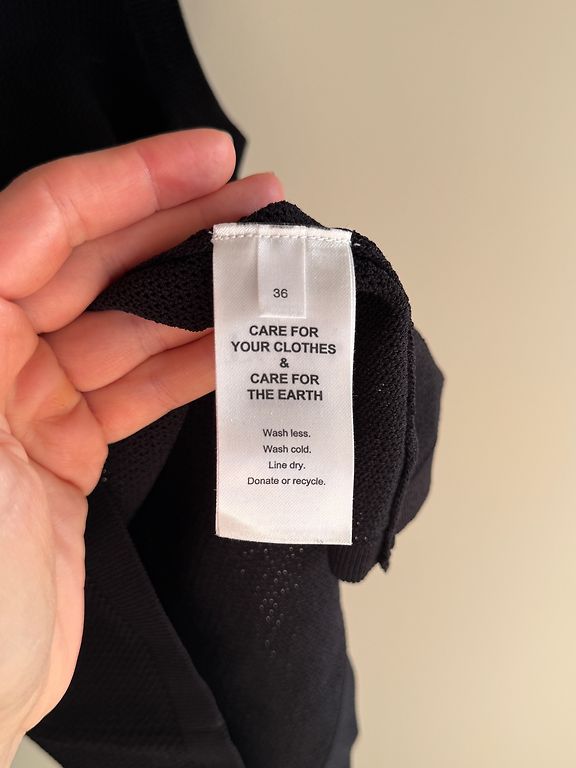 36
CARE FOR
YOUR CLOTHES
&
CARE FOR
THE EARTH
Wash less.
Wash cold.
Line dry.
Donate or recycle.